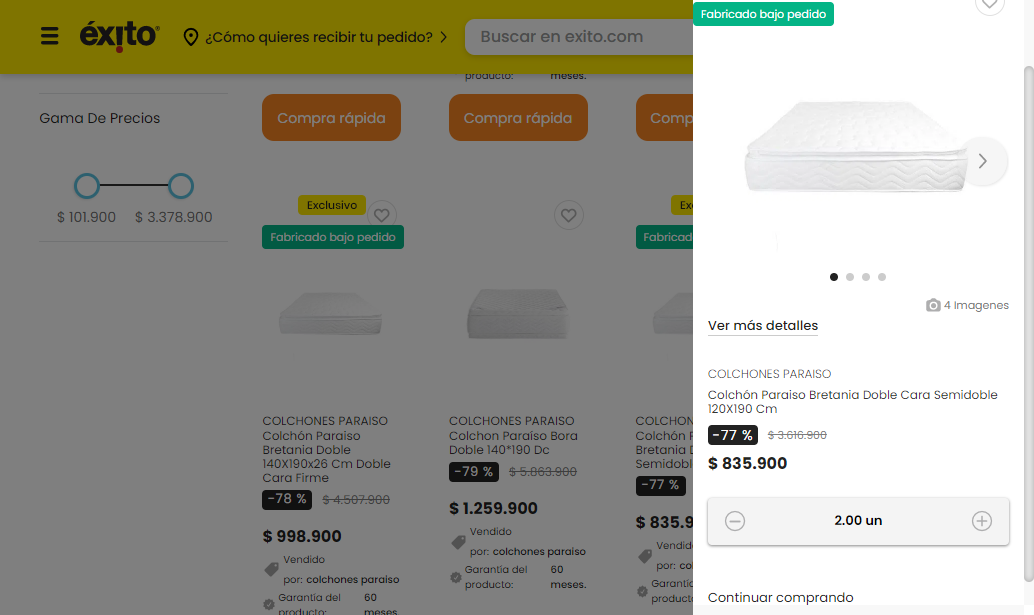 éxito
¿Cómo quieres recibir tu pedido?
Buscar en exito.com
producto:
meses.
Gama De Precios
$ 101.900
$ 3.378.900
Compra rápida
Compra rápida
Comp
Exclusivo
Fabricado bajo pedido
COLCHONES PARAISO
Colchón Paraiso
Bretania Doble
140X190x26 Cm Doble
Cara Firme
-78 % $ 4.507.900
$ 998.900
Vendido
por: colchones paraiso
Garantía del
producto:
60
meses.
COLCHONES PARAISO
Colchon Paraiso Bora
Doble 140*190 Dc
-79 % $ 5.863.900
$ 1.259.900
Vendido
por: colchones paraiso
Garantía del
producto:
60
meses.
Ex
Fabricad
COLCHON
Colchón P
Bretania D
Semidobl
-77 %
$ 835.9
Vendid
por: co
Garantí
producto
Fabricado bajo pedido
4 Imagenes
Ver más detalles
COLCHONES PARAISO
Colchón Paraiso Bretania Doble Cara Semidoble
120X190 Cm
-77 % $ 3.616.900
$ 835.900
2.00 un
Continuar comprando